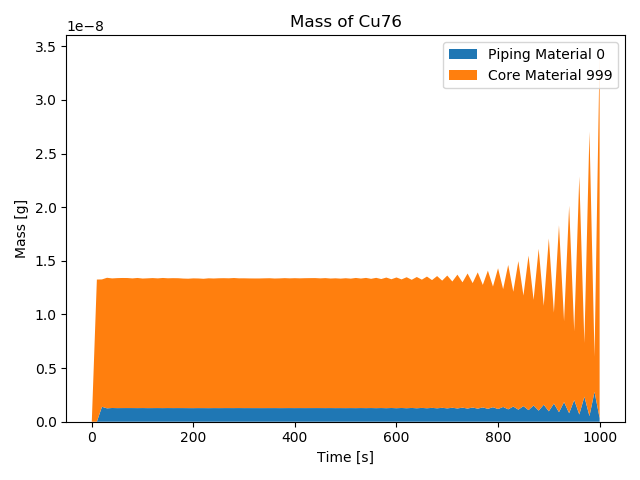 Mass of Cu76
1e−8
Piping Material 0
Core Material 999
3.5
3.0
2.5
2.0
1.5
1.0
0.5
0.0
Mass [g]
0 200 400 600 800 1000
Time [s]